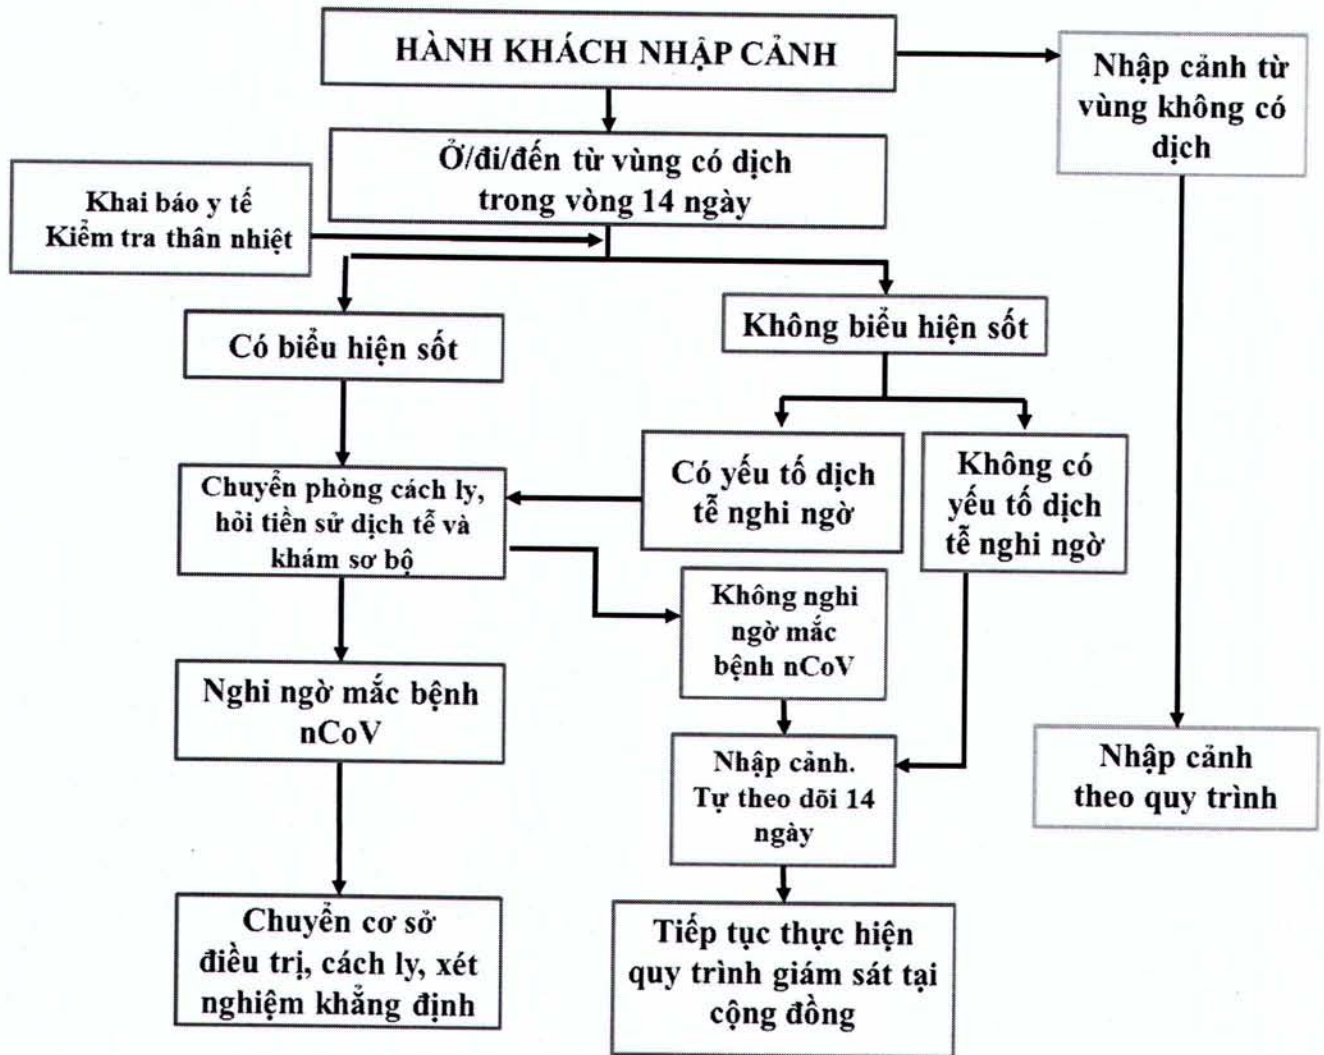 HÀNH KHÁCH NHẬP CẢNH
Nhập cảnh từ
vùng không có
dịch
Ở/đi/đến từ vùng có dịch
trong vòng 14 ngày
Khai báo y tế
Kiểm tra thân nhiệt
Có biểu hiện sốt
Không biểu hiện sốt
Chuyển phòng cách ly,
hỏi tiền sử dịch tễ và
khám sơ bộ
Có yếu tố dịch
tễ nghi ngờ
Không có
yếu tố dịch
tễ nghi ngờ
Không nghi
ngờ mắc
bệnh nCoV
Nghi ngờ mắc bệnh
nCoV
Nhập cảnh.
Tự theo dõi 14
ngày
Nhập cảnh
theo quy trình
Chuyển cơ sở
điều trị, cách ly, xét
nghiệm khẳng định
Tiếp tục thực hiện
quy trình giám sát tại
cộng đồng